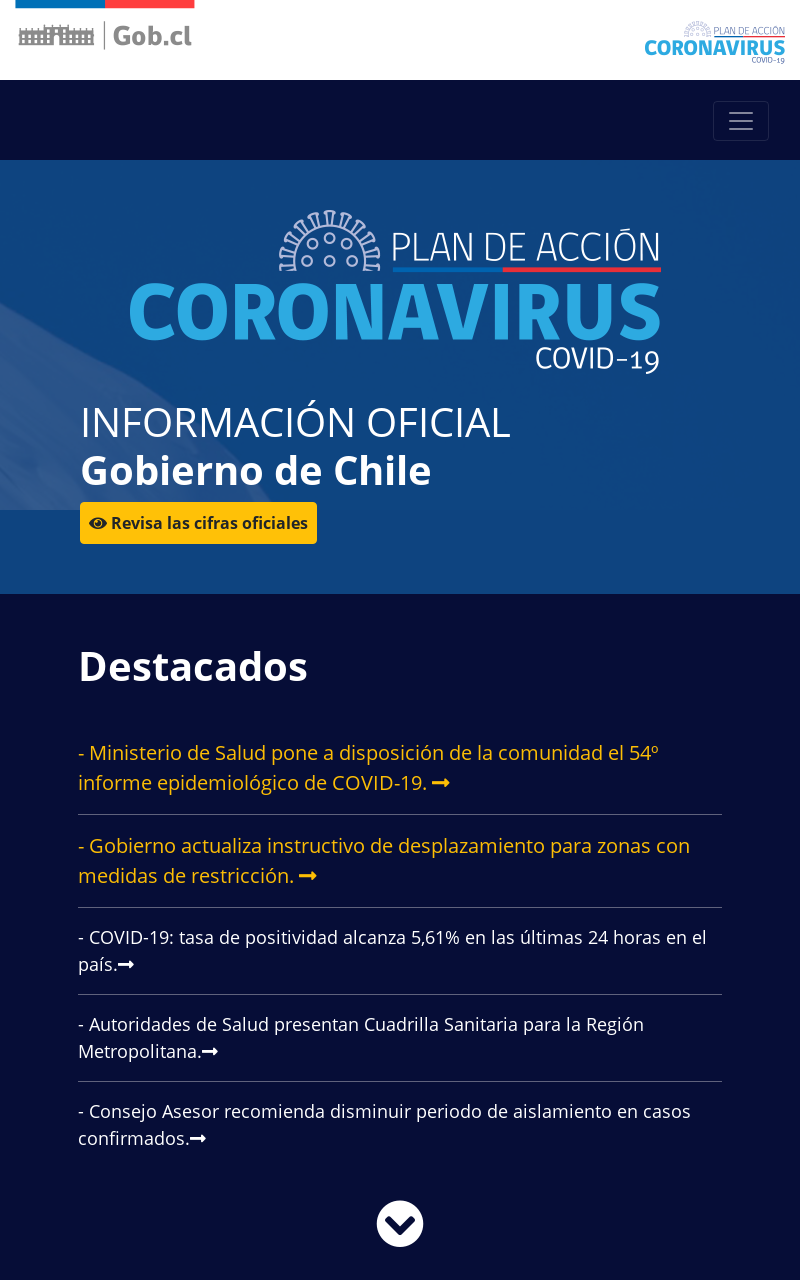 Gob.cl
PLAN DE ACCIÓN
CORONAVIRUS
COVID-19
PLAN DE ACCIÓN
CORONAVIRUS
COVID-19
INFORMACIÓN OFICIAL
Gobierno de Chile
Revisa las cifras oficiales
Destacados
- Ministerio de Salud pone a disposición de la comunidad el 54º
informe epidemiológico de COVID-19.
- Gobierno actualiza instructivo de desplazamiento para zonas con
medidas de restricción.
- COVID-19: tasa de positividad alcanza 5,61% en las últimas 24 horas en el
país.
- Autoridades de Salud presentan Cuadrilla Sanitaria para la Región
Metropolitana.
- Consejo Asesor recomienda disminuir periodo de aislamiento en casos
confirmados.